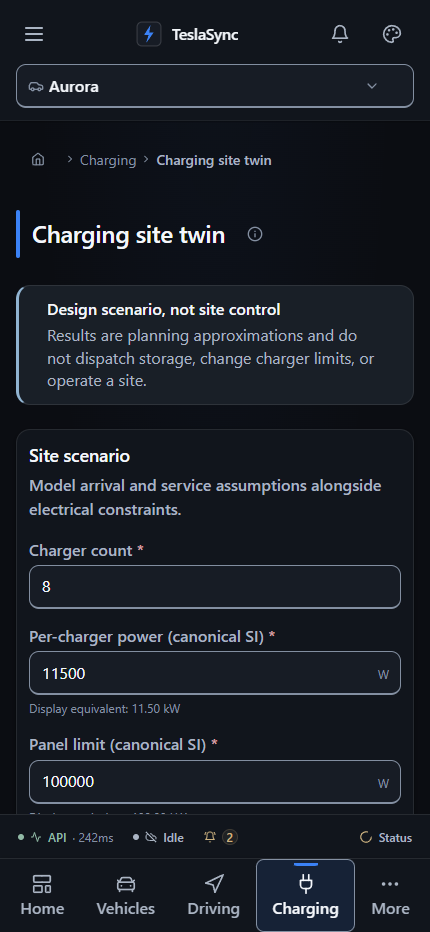 TeslaSync
Aurora
Charging
Charging site twin
Charging site twin
Design scenario, not site control
Results are planning approximations and do
not dispatch storage, change charger limits, or
operate a site.
Site scenario
Model arrival and service assumptions alongside
electrical constraints.
Charger count *
8
Per-charger power (canonical SI) *
11500 W
Display equivalent: 11.50 kW
Panel limit (canonical SI) *
100000 W
API · 242ms Idle 2 Status
Home Vehicles Driving Charging More